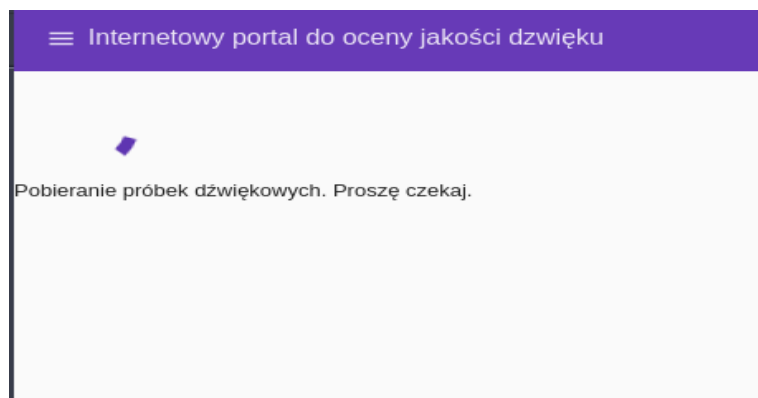 Internetowy portal do oceny jakości dzwięku
Pobieranie próbek dźwiękowych. Proszę czekaj.